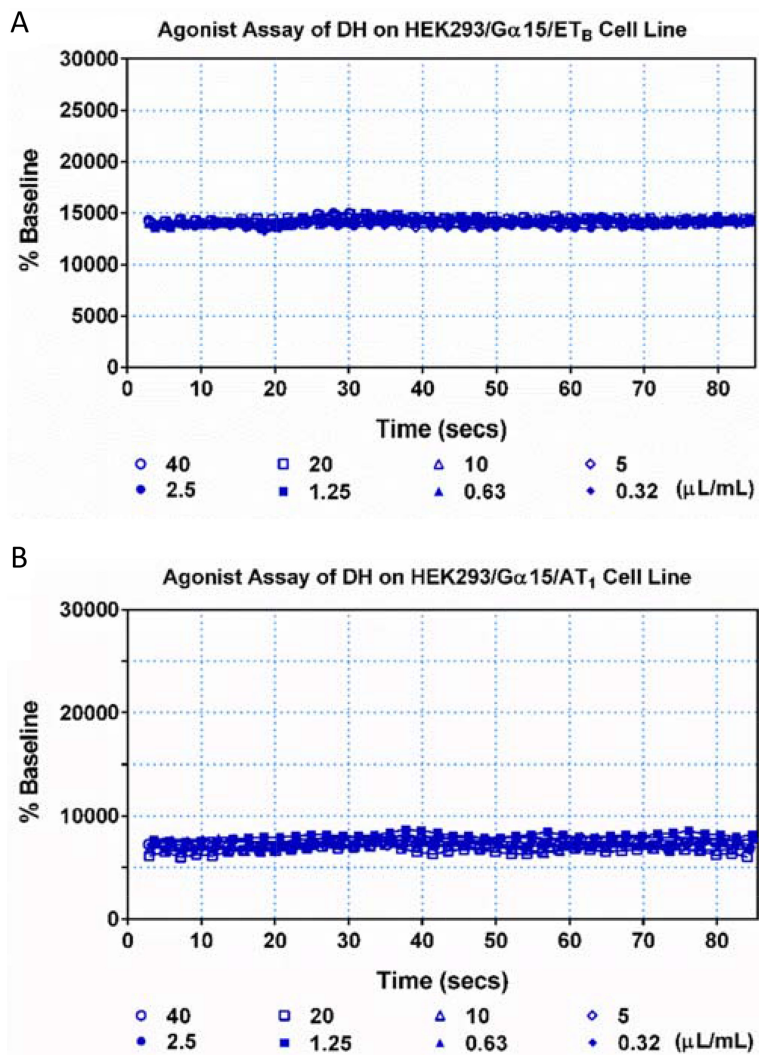 A
Agonist Assay of DH on HEK293/Gα15/ETB Cell Line
30000
25000
20000
15000
10000
5000
0
% Baseline
0 10 20 30 40 50 60 70 80
Time (secs)
40 20 10 5
2.5 1.25 0.63 0.32 (μL/mL)
B
Agonist Assay of DH on HEK293/Gα15/AT1 Cell Line
30000
20000
10000
0
% Baseline
0 10 20 30 40 50 60 70 80
Time (secs)
40 20 10 5
2.5 1.25 0.63 0.32 (μL/mL)